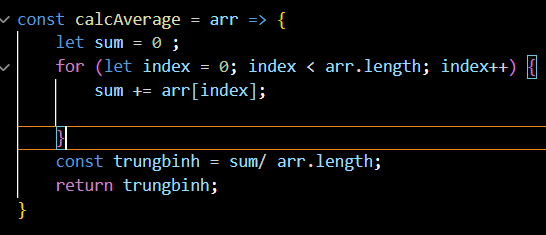 const calcAverage = arr => {
let sum = 0 ;
for (let index = 0; index < arr.length; index++) {
sum += arr[index];
}
const trungbinh = sum/ arr.length;
return trungbinh;
}